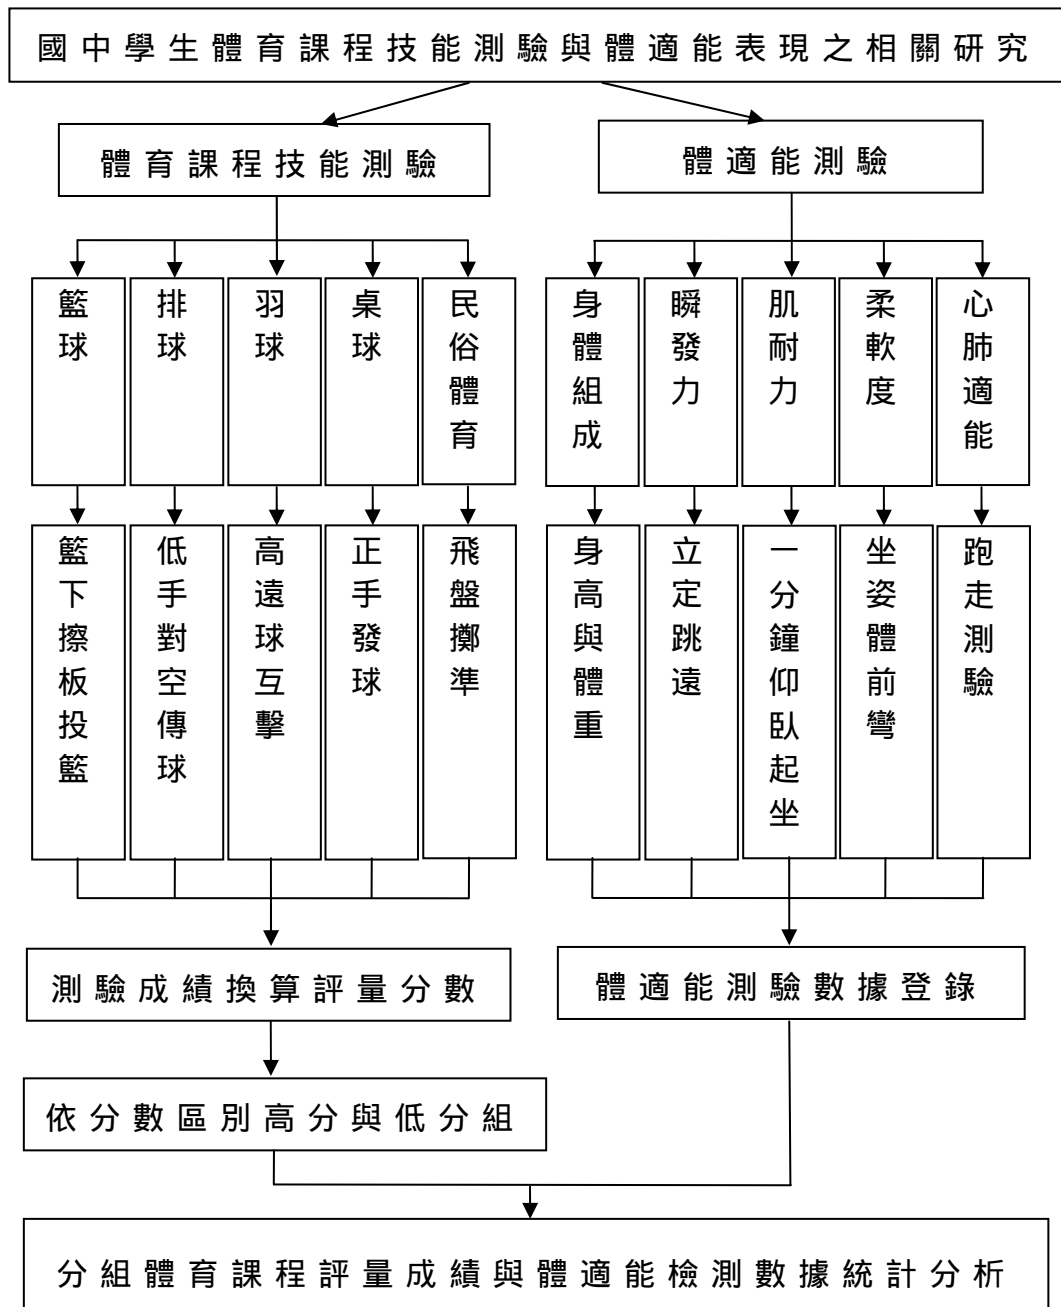 國中學生體育課程技能測驗與體適能表現之相關研究
體育課程技能測驗
體適能測驗
籃球
排球
羽球
桌球
民俗體育
身體組成
瞬發力
肌耐力
柔軟度
心肺適能
籃下擦板投籃
低手對空傳球
高遠球互擊
正手發球
飛盤擲準
身高與體重
立定跳遠
一分鐘仰臥起坐
坐姿體前彎
跑走測驗
測驗成績換算評量分數
體適能測驗數據登錄
依分數區別高分與低分組
分組體育課程評量成績與體適能檢測數據統計分析